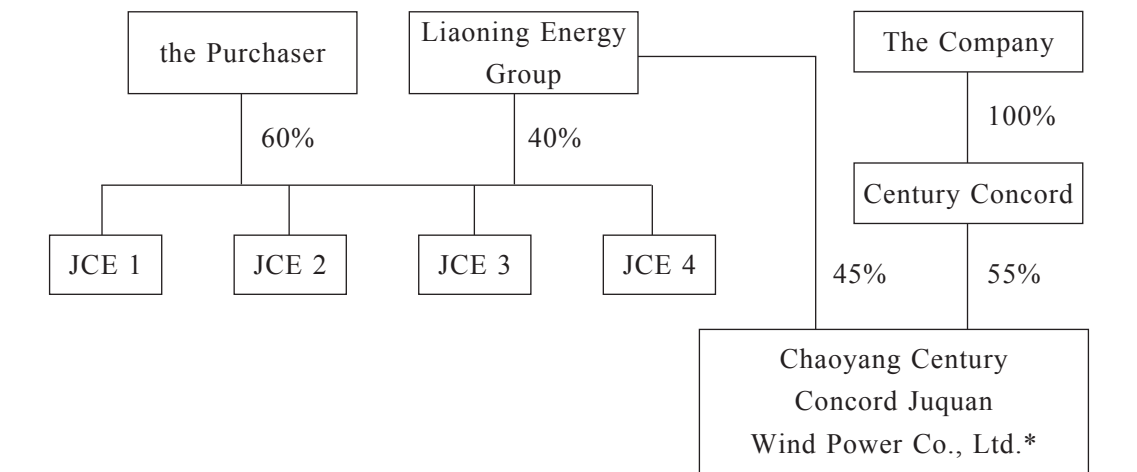 the Purchaser
Liaoning Energy
Group
The Company
60%
40%
100%
Century Concord
JCE 1
JCE 2
JCE 3
JCE 4
45%
55%
Chaoyang Century
Concord Juquan
Wind Power Co., Ltd.*